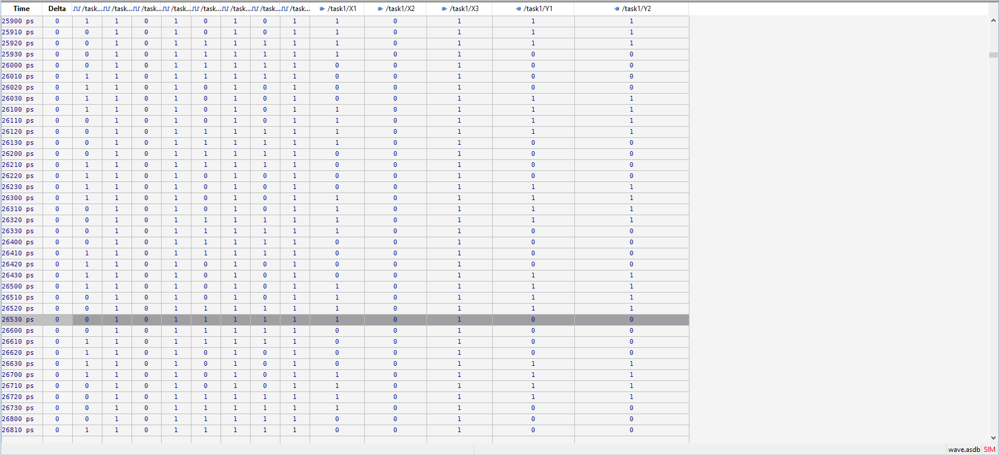 Time Delta /task... /task... /task... /task... /task... /task... /task... /task... /task1/X1 /task1/X2 /task1/X3 /task1/Y1 /task1/Y2
25900 ps 0 1 1 0 1 0 1 0 1 1 0 1 1 1
25910 ps 0 0 1 0 1 0 1 0 1 1 0 1 1 1
25920 ps 0 0 1 0 1 1 1 1 1 1 0 1 1 1
25930 ps 0 0 1 0 1 1 1 1 1 1 0 1 0 0
26000 ps 0 0 1 0 1 1 1 1 1 0 0 1 0 0
26010 ps 0 1 1 0 1 1 1 1 1 0 0 1 0 0
26020 ps 0 1 1 0 1 0 1 0 1 0 0 1 0 0
26030 ps 0 1 1 0 1 0 1 0 1 0 0 1 1 1
26100 ps 0 1 1 0 1 0 1 0 1 1 0 1 1 1
26110 ps 0 0 1 0 1 0 1 0 1 1 0 1 1 1
26120 ps 0 0 1 0 1 1 1 1 1 1 0 1 1 1
26130 ps 0 0 1 0 1 1 1 1 1 1 0 1 0 0
26200 ps 0 0 1 0 1 1 1 1 1 0 0 1 0 0
26210 ps 0 1 1 0 1 1 1 1 1 0 0 1 0 0
26220 ps 0 1 1 0 1 0 1 0 1 0 0 1 0 0
26230 ps 0 1 1 0 1 0 1 0 1 0 0 1 1 1
26300 ps 0 1 1 0 1 0 1 0 1 1 0 1 1 1
26310 ps 0 0 1 0 1 0 1 0 1 1 0 1 1 1
26320 ps 0 0 1 0 1 1 1 1 1 1 0 1 1 1
26330 ps 0 0 1 0 1 1 1 1 1 1 0 1 0 0
26400 ps 0 0 1 0 1 1 1 1 1 0 0 1 0 0
26410 ps 0 1 1 0 1 1 1 1 1 0 0 1 0 0
26420 ps 0 1 1 0 1 0 1 0 1 0 0 1 0 0
26430 ps 0 1 1 0 1 0 1 0 1 0 0 1 1 1
26500 ps 0 1 1 0 1 0 1 0 1 1 0 1 1 1
26510 ps 0 0 1 0 1 0 1 0 1 1 0 1 1 1
26520 ps 0 0 1 0 1 1 1 1 1 1 0 1 1 1
26530 ps 0 0 1 0 1 1 1 1 1 1 0 1 0 0
26600 ps 0 0 1 0 1 1 1 1 1 0 0 1 0 0
26610 ps 0 1 1 0 1 1 1 1 1 0 0 1 0 0
26620 ps 0 1 1 0 1 0 1 0 1 0 0 1 0 0
26630 ps 0 1 1 0 1 0 1 0 1 0 0 1 1 1
26700 ps 0 1 1 0 1 0 1 0 1 1 0 1 1 1
26710 ps 0 0 1 0 1 0 1 0 1 1 0 1 1 1
26720 ps 0 0 1 0 1 1 1 1 1 1 0 1 1 1
26730 ps 0 0 1 0 1 1 1 1 1 1 0 1 0 0
26800 ps 0 0 1 0 1 1 1 1 1 0 0 1 0 0
26810 ps 0 1 1 0 1 1 1 1 1 0 0 1 0 0
wave.asdb SIM